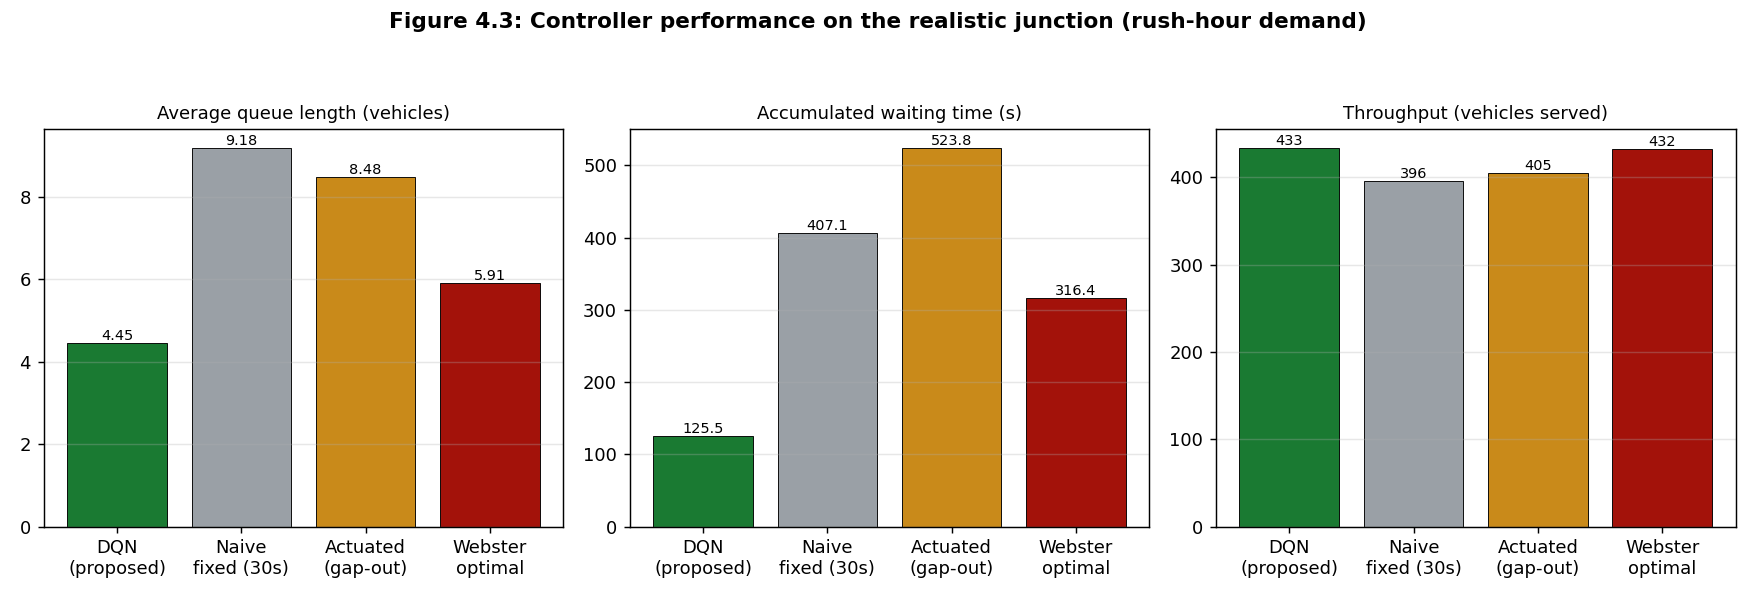 Figure 4.3: Controller performance on the realistic junction (rush-hour demand)
Average queue length (vehicles)
8
6
4
2
0
4.45
9.18
8.48
5.91
DQN
(proposed)
Naive
fixed (30s)
Actuated
(gap-out)
Webster
optimal
Accumulated waiting time (s)
500
400
300
200
100
0
125.5
407.1
523.8
316.4
DQN
(proposed)
Naive
fixed (30s)
Actuated
(gap-out)
Webster
optimal
Throughput (vehicles served)
400
300
200
100
0
433
396
405
432
DQN
(proposed)
Naive
fixed (30s)
Actuated
(gap-out)
Webster
optimal